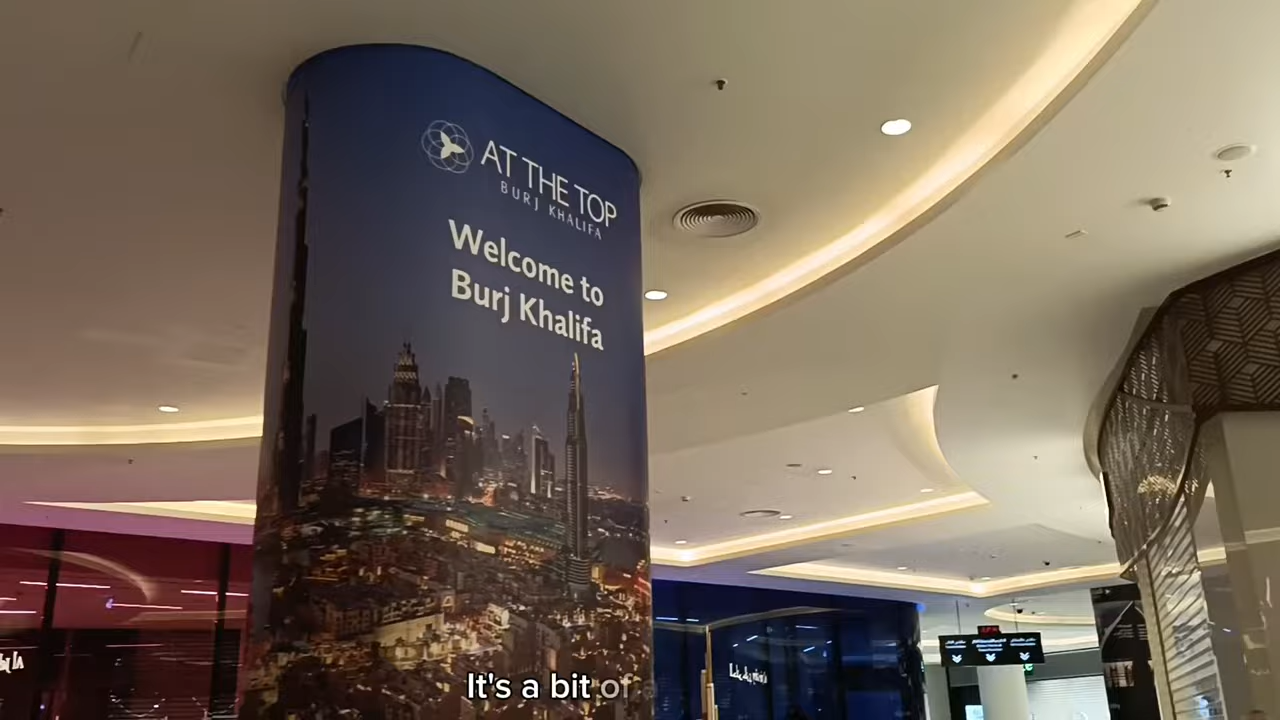 AT THE TOP
BURJ KHALIFA
Welcome to
Burj Khalifa
It's a bit of a